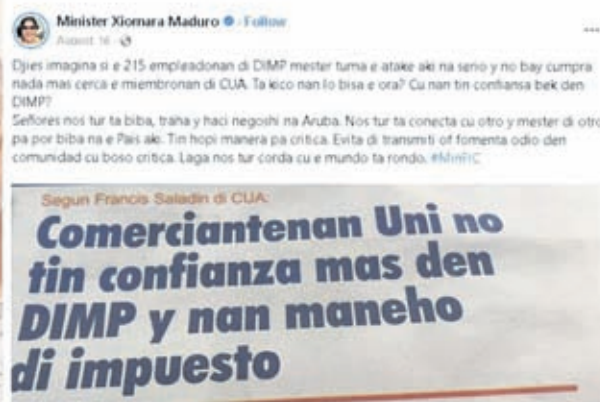 Minister Xiomara Maduro · Follow
August 16 ·
Djies imagina si e 215 empleadonan di DIMP mester tuma e atake aki na serio y no bay cumpra
nada mas cerca e miembronan di CUA. Ta kico nan lo bisa e ora? Cu nan tin confiansa bek den
DIMP?
Señores nos tur ta biba, traha y haci negoshi na Aruba. Nos tur ta conecta cu otro y mester di otro
pa por biba na e Pais aki. Tin hopi manera pa critica. Evita di transmiti of fomenta odio den
comunidad cu boso critica. Laga nos tur corda cu e mundo ta rondo. #MinFIC
Segun Francis Saladin di CUA:
Comerciantenan Uni no
tin confianza mas den
DIMP y nan maneho
di impuesto